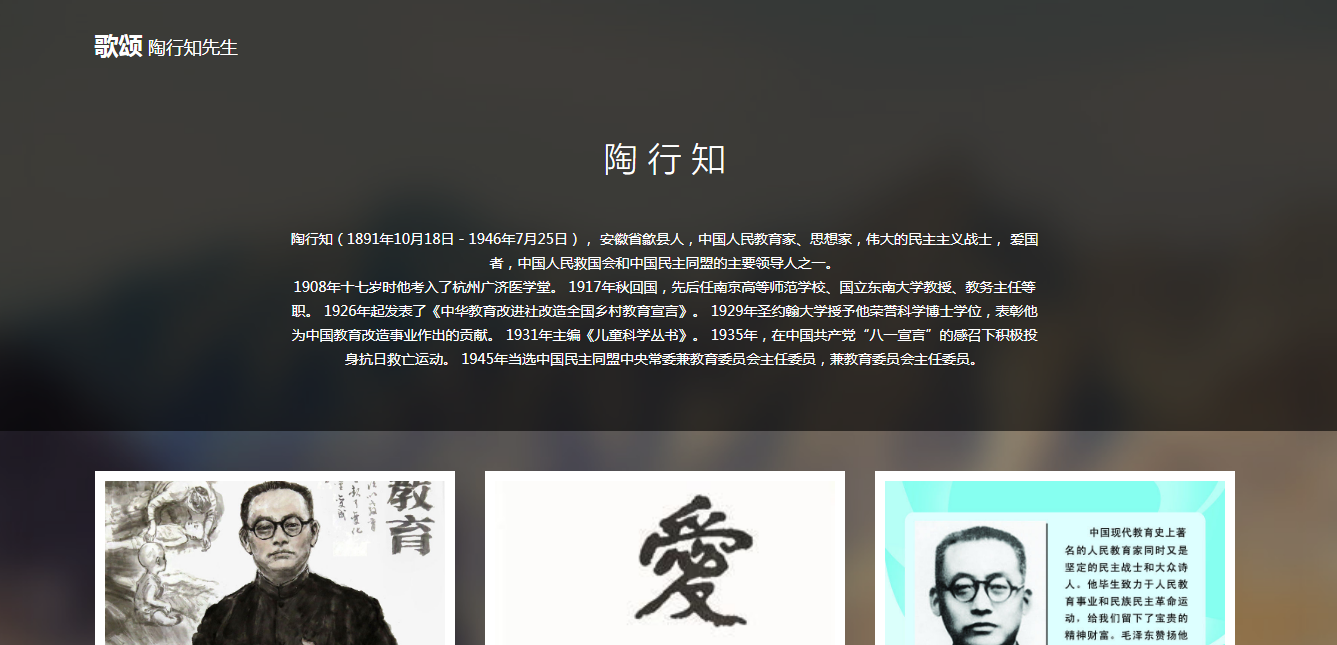 歌颂 陶行知先生
陶行知
陶行知（1891年10月18日－1946年7月25日）， 安徽省歙县人，中国人民教育家、思想家，伟大的民主主义战士， 爱国
者，中国人民救国会和中国民主同盟的主要领导人之一。
1908年十七岁时他考入了杭州广济医学堂。 1917年秋回国，先后任南京高等师范学校、国立东南大学教授、教务主任等
职。 1926年起发表了《中华教育改进社改造全国乡村教育宣言》。 1929年圣约翰大学授予他荣誉科学博士学位，表彰他
为中国教育改造事业作出的贡献。 1931年主编《儿童科学丛书》。 1935年，在中国共产党“八一宣言”的感召下积极投
身抗日救亡运动。 1945年当选中国民主同盟中央常委兼教育委员会主任委员，兼教育委员会主任委员。
教育
愛
中国现代教育史上著
名的人民教育家同时又是
坚定的民主战士和大众诗
人。他毕生致力于人民教
育事业和民族民主革命运
动，给我们留下了宝贵的
精神财富。毛泽东赞扬他